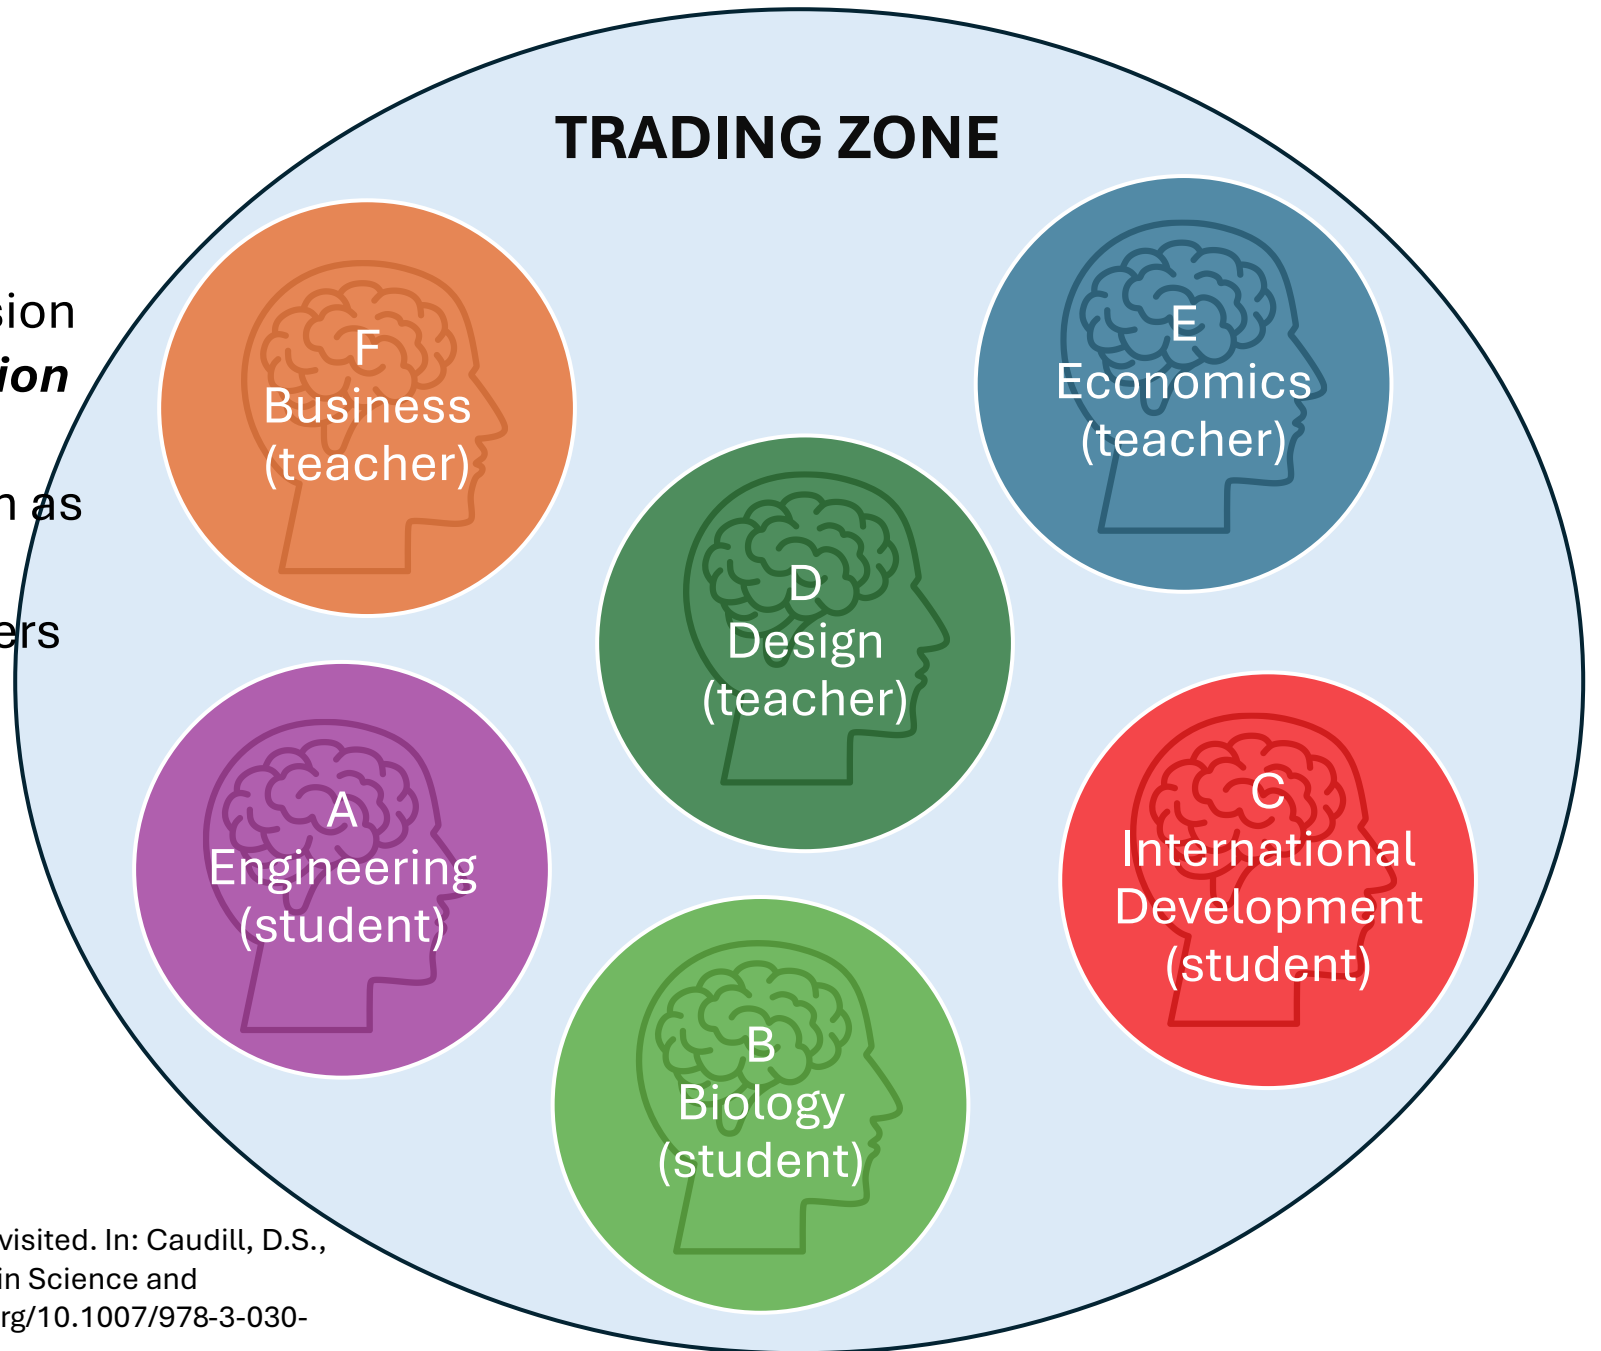 TRADING ZONE
sion
ion
n as
ers
F
Business
(teacher)
E
Economics
(teacher)
D
Design
(teacher)
A
Engineering
(student)
C
International
Development
(student)
B
Biology
(student)
visited. In: Caudill, D.S.,
in Science and
rg/10.1007/978-3-030-